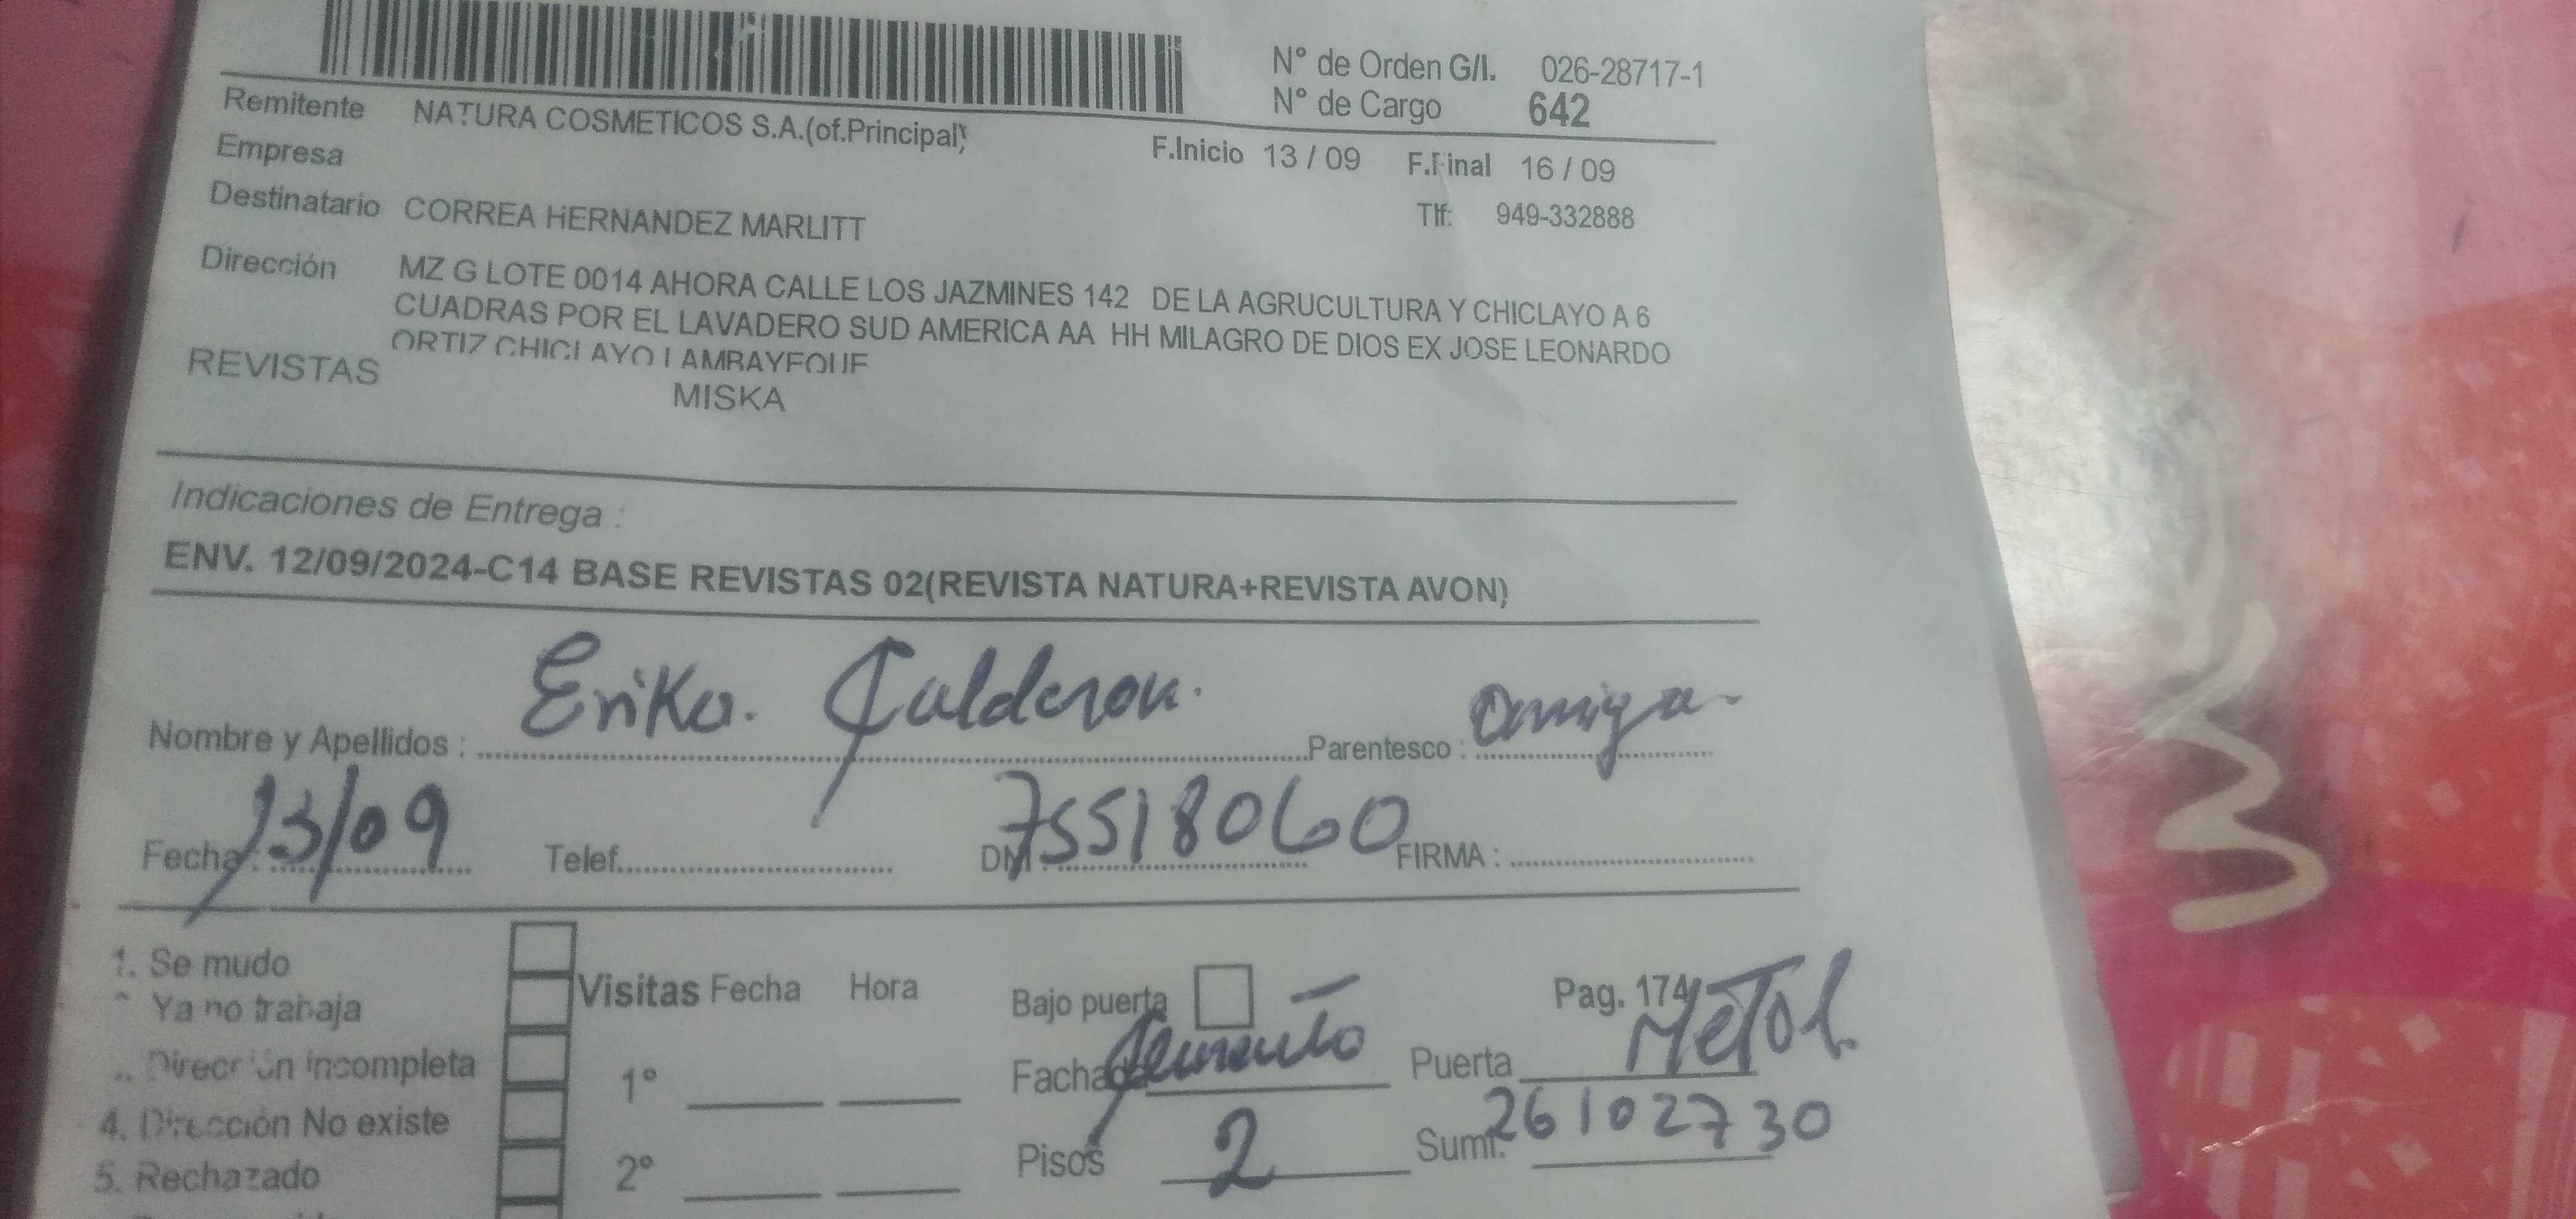 N° de Orden G/I. 026-28717-1
N° de Cargo 642
Remitente NATURA COSMETICOS S.A.(of.Principal)
Empresa F.Inicio 13 / 09 F.Final 16 / 09
Destinatario CORREA HERNANDEZ MARLITT Tlf: 949-332888
Dirección MZ G LOTE 0014 AHORA CALLE LOS JAZMINES 142 DE LA AGRUCULTURA Y CHICLAYO A 6
CUADRAS POR EL LAVADERO SUD AMERICA AA HH MILAGRO DE DIOS EX JOSE LEONARDO
ORTIZ CHICLAYO LAMBAYEQUE
REVISTAS
MISKA
Indicaciones de Entrega :
ENV. 12/09/2024-C14 BASE REVISTAS 02(REVISTA NATURA+REVISTA AVON)
Nombre y Apellidos : Erika. Calderon. Parentesco : amiga
Fecha : 13/09 Telef. DNI : 75518060 FIRMA :
1. Se mudo
Ya no trabaja
Visitas Fecha Hora
Bajo puerta
Pag. 174
Dirección incompleta
1°
Fachada Cemento Puerta Metal.
4. Dirección No existe
Pisos 2 Sumi. 26102730
5. Rechazado
2°